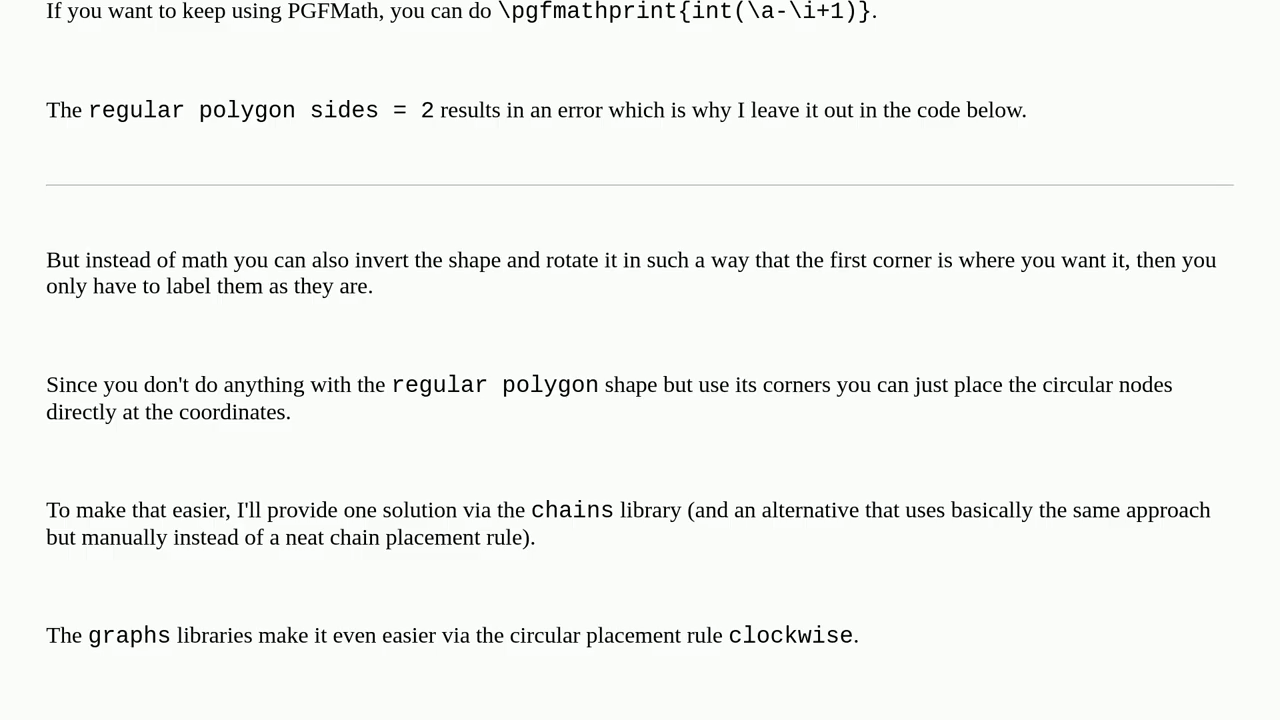 If you want to keep using PGFMath, you can do \pgfmathprint{int(\a-\i+1)}.
The regular polygon sides = 2 results in an error which is why I leave it out in the code below.
But instead of math you can also invert the shape and rotate it in such a way that the first corner is where you want it, then you
only have to label them as they are.
Since you don't do anything with the regular polygon shape but use its corners you can just place the circular nodes
directly at the coordinates.
To make that easier, I'll provide one solution via the chains library (and an alternative that uses basically the same approach
but manually instead of a neat chain placement rule).
The graphs libraries make it even easier via the circular placement rule clockwise.